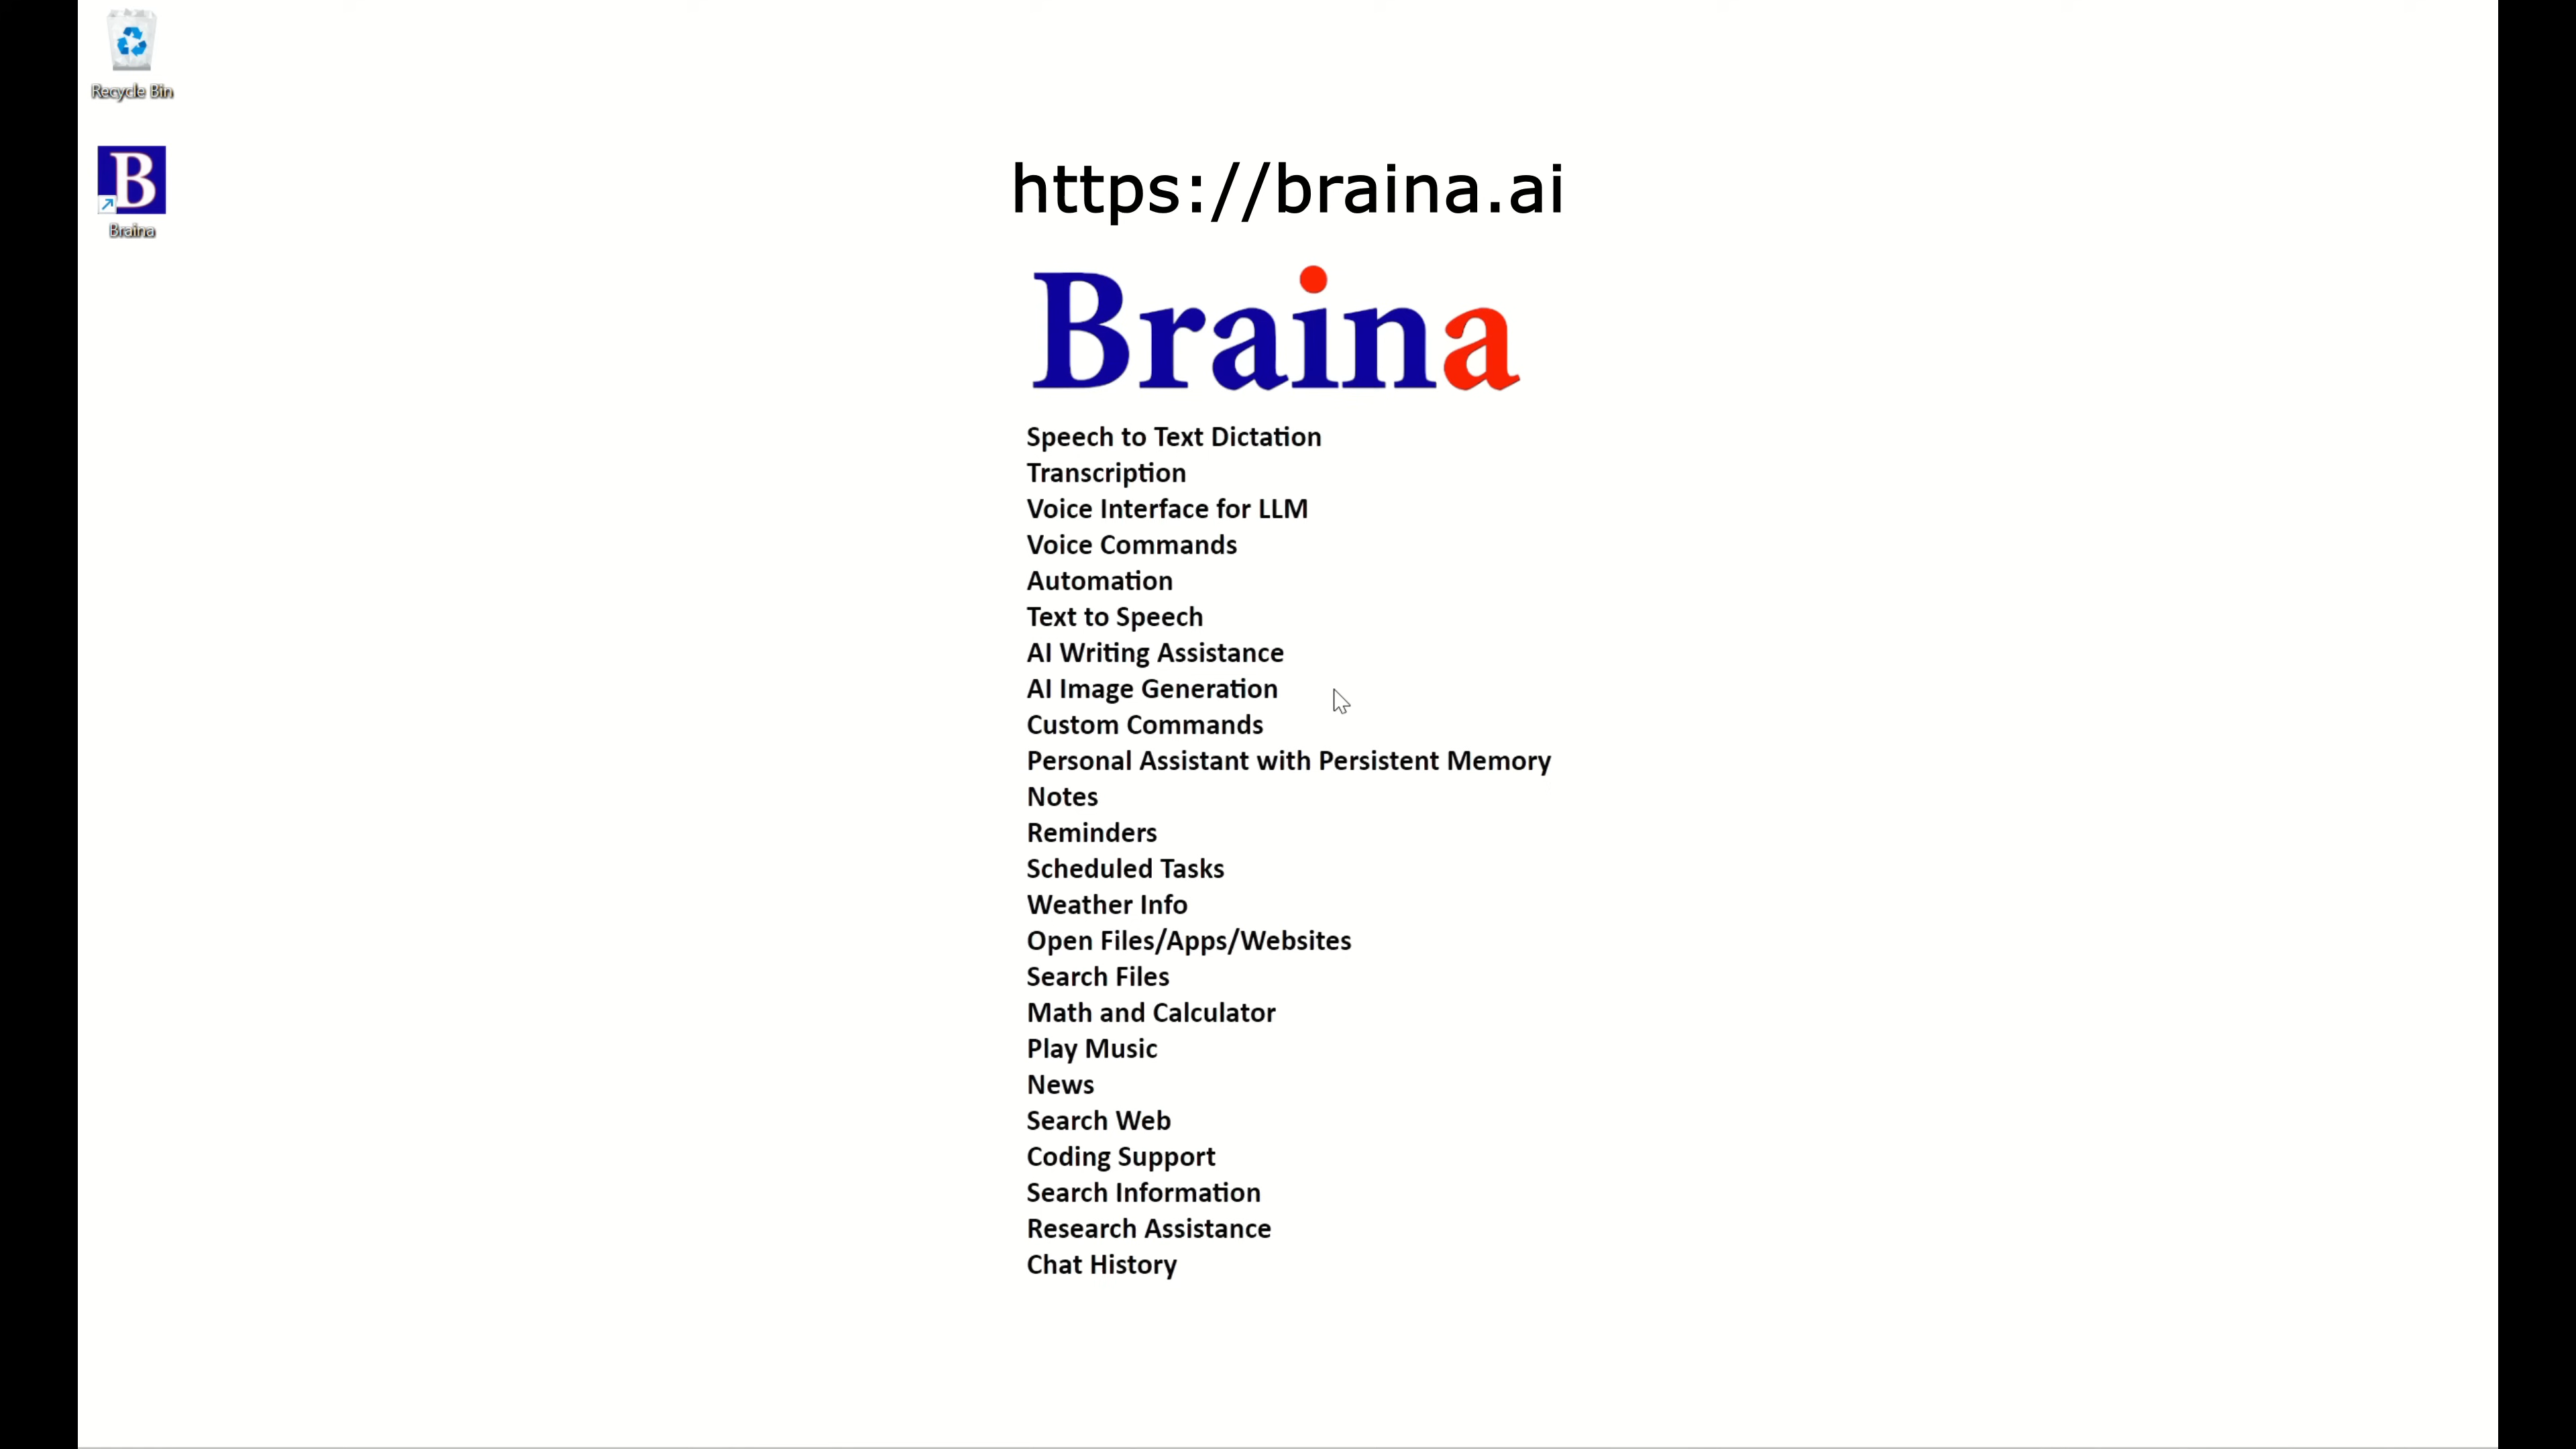 Recycle Bin
B
Braina
https://braina.ai
Braina
Speech to Text Dictation
Transcription
Voice Interface for LLM
Voice Commands
Automation
Text to Speech
AI Writing Assistance
AI Image Generation
Custom Commands
Personal Assistant with Persistent Memory
Notes
Reminders
Scheduled Tasks
Weather Info
Open Files/Apps/Websites
Search Files
Math and Calculator
Play Music
News
Search Web
Coding Support
Search Information
Research Assistance
Chat History